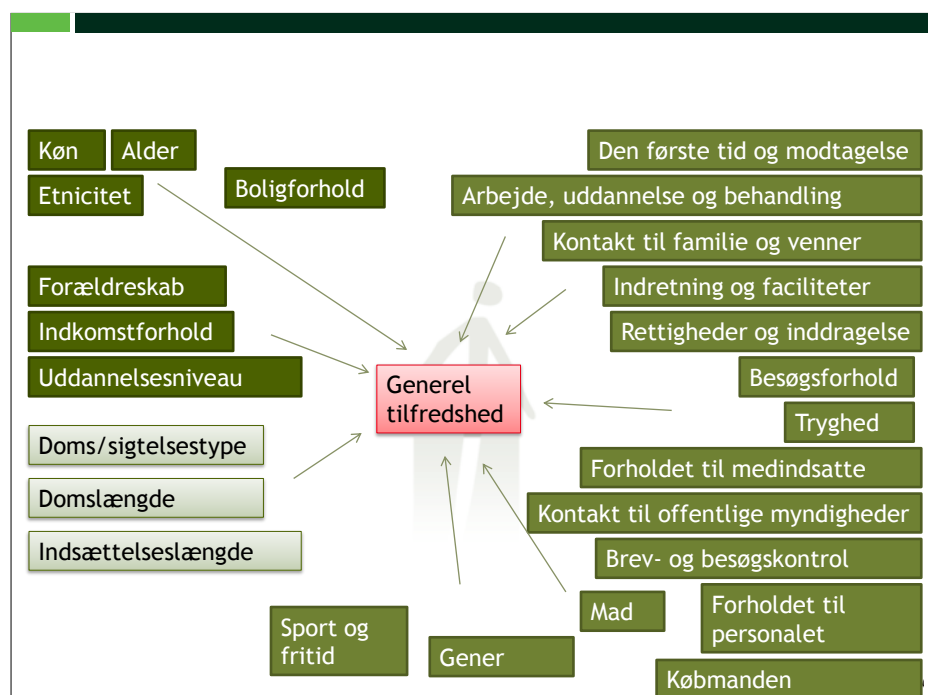 Køn
Alder
Etnicitet
Boligforhold
Forældreskab
Indkomstforhold
Uddannelsesniveau
Doms/sigtelsestype
Domslængde
Indsættelseslængde
Generel
tilfredshed
Den første tid og modtagelse
Arbejde, uddannelse og behandling
Kontakt til familie og venner
Indretning og faciliteter
Rettigheder og inddragelse
Besøgsforhold
Tryghed
Forholdet til medindsatte
Kontakt til offentlige myndigheder
Brev- og besøgskontrol
Mad
Forholdet til
personalet
Sport og
fritid
Gener
Købmanden